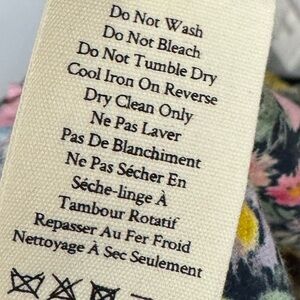 Do Not Wash
Do Not Bleach
Do Not Tumble Dry
Cool Iron On Reverse
Dry Clean Only
Ne Pas Laver
Pas De Blanchiment
Ne Pas Sécher En
Séche-linge À
Tambour Rotatif
Repasser Au Fer Froid
Nettoyage À Sec Seulement